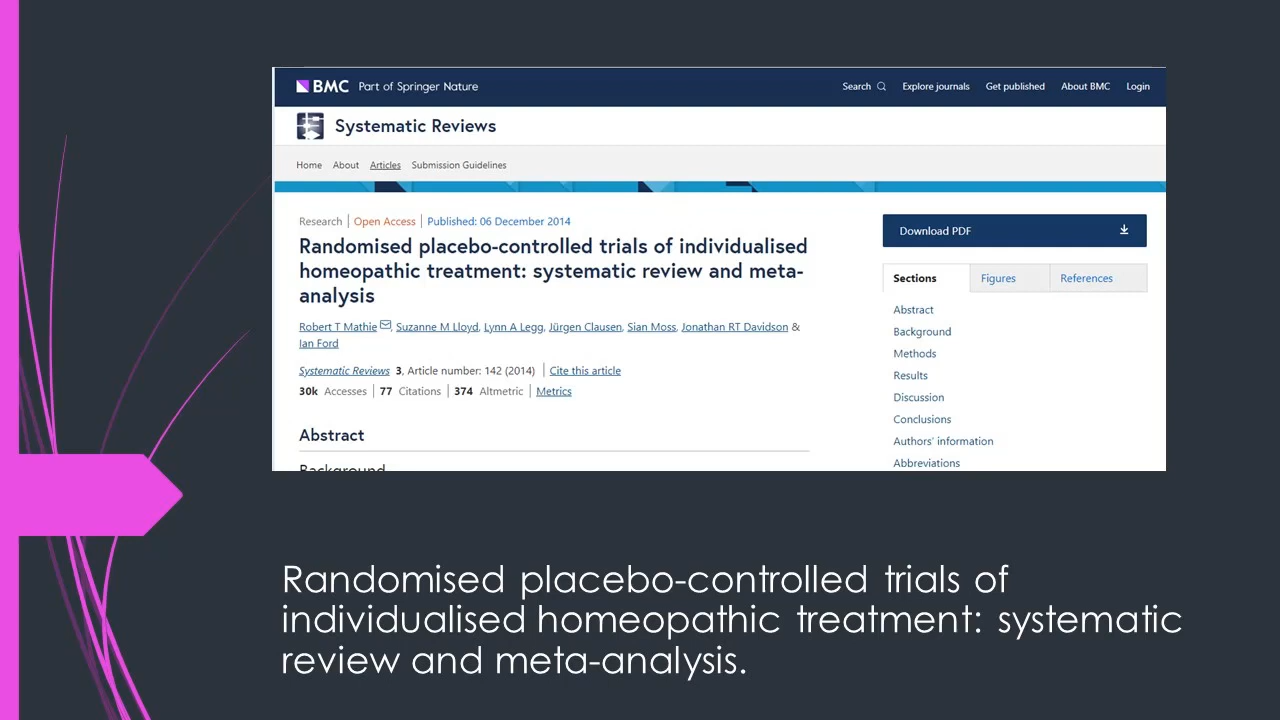 BMC Part of Springer Nature
Search Explore journals Get published About BMC Login
Systematic Reviews
Home About Articles Submission Guidelines
Research | Open Access | Published: 06 December 2014
Randomised placebo-controlled trials of individualised
homeopathic treatment: systematic review and meta-
analysis
Robert T Mathie, Suzanne M Lloyd, Lynn A Legg, Jürgen Clausen, Sian Moss, Jonathan RT Davidson &
Ian Ford
Systematic Reviews 3, Article number: 142 (2014) | Cite this article
30k Accesses | 77 Citations | 374 Altmetric | Metrics
Abstract
Background
Download PDF
Sections Figures References
Abstract
Background
Methods
Results
Discussion
Conclusions
Authors' information
Abbreviations
Randomised placebo-controlled trials of
individualised homeopathic treatment: systematic
review and meta-analysis.